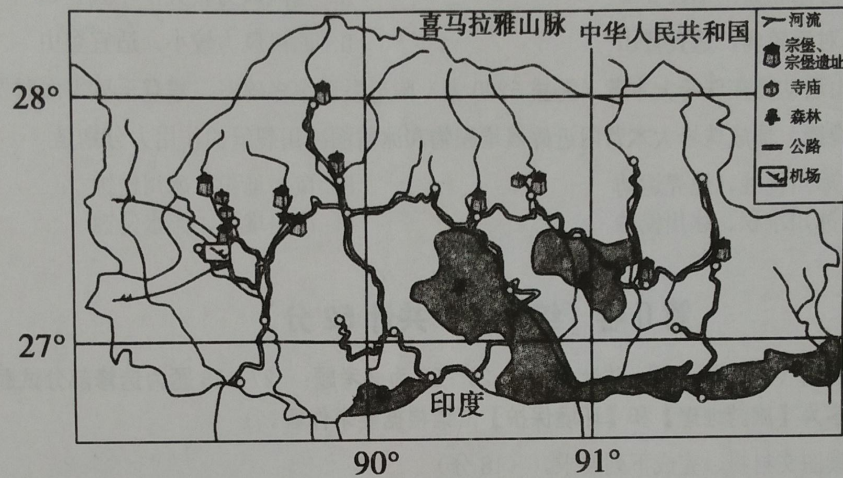 喜马拉雅山脉
中华人民共和国
28°
27°
90°
91°
印度
河流
宗堡、
宗堡遗址
寺庙
森林
公路
机场